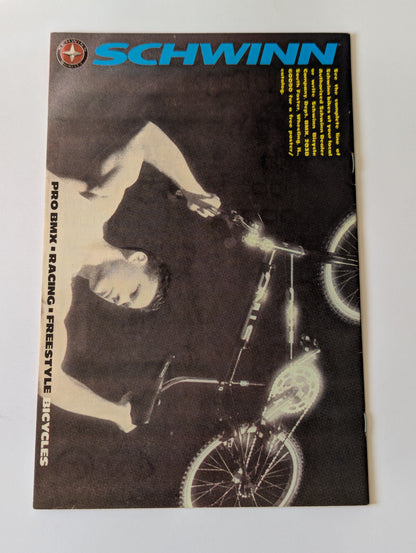 SCHWINN
See the complete line of
Schwinn bikes at your local
Authorized Schwinn Dealer
or write Schwinn Bicycle
Company, Dept. BMX
South Foster, Wheeling, IL
60090 for a free poster/
catalog.
PRO BMX ▪ RACING ▪ FREESTYLE BICYCLES